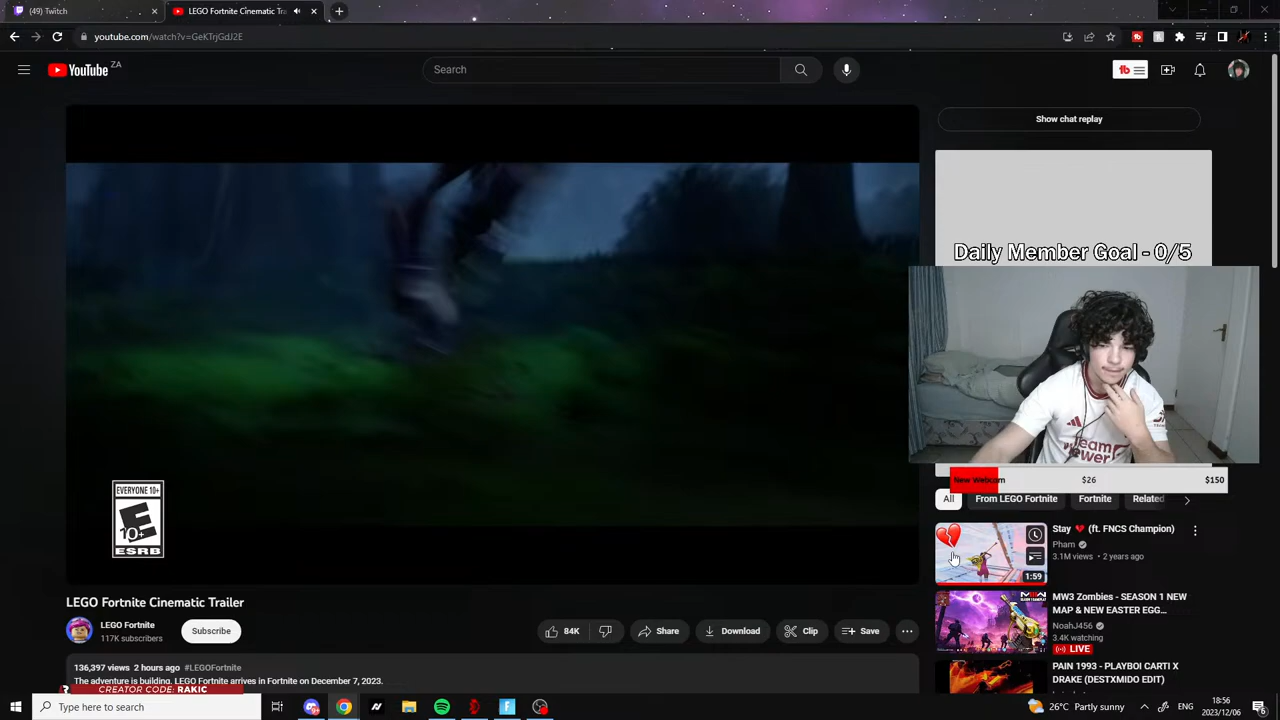 (49) Twitch
LEGO Fortnite Cinematic Tr
youtube.com/watch?v=GeKTrjGdJ2E
YouTube ZA
Search
Show chat replay
Daily Member Goal - 0/5
TeamViewer
EVERYONE 10+
E
10+
ESRB
New Webcam
$26
$150
All
From LEGO Fortnite
Fortnite
Related
Stay 💔 (ft. FNCS Champion)
Pham
3.1M views • 2 years ago
1:59
MW3 Zombies - SEASON 1 NEW
MAP & NEW EASTER EGG...
NoahJ456
3.4K watching
LIVE
PAIN 1993 - PLAYBOI CARTI X
DRAKE (DESTXMIDO EDIT)
LEGO Fortnite Cinematic Trailer
LEGO Fortnite
117K subscribers
Subscribe
84K
Share
Download
Clip
Save
136,397 views 2 hours ago #LEGOFortnite
The adventure is building. LEGO Fortnite arrives in Fortnite on December 7, 2023.
CREATOR CODE: RAKIC
Type here to search
26°C Partly sunny
ENG
18:56
2023/12/06
6